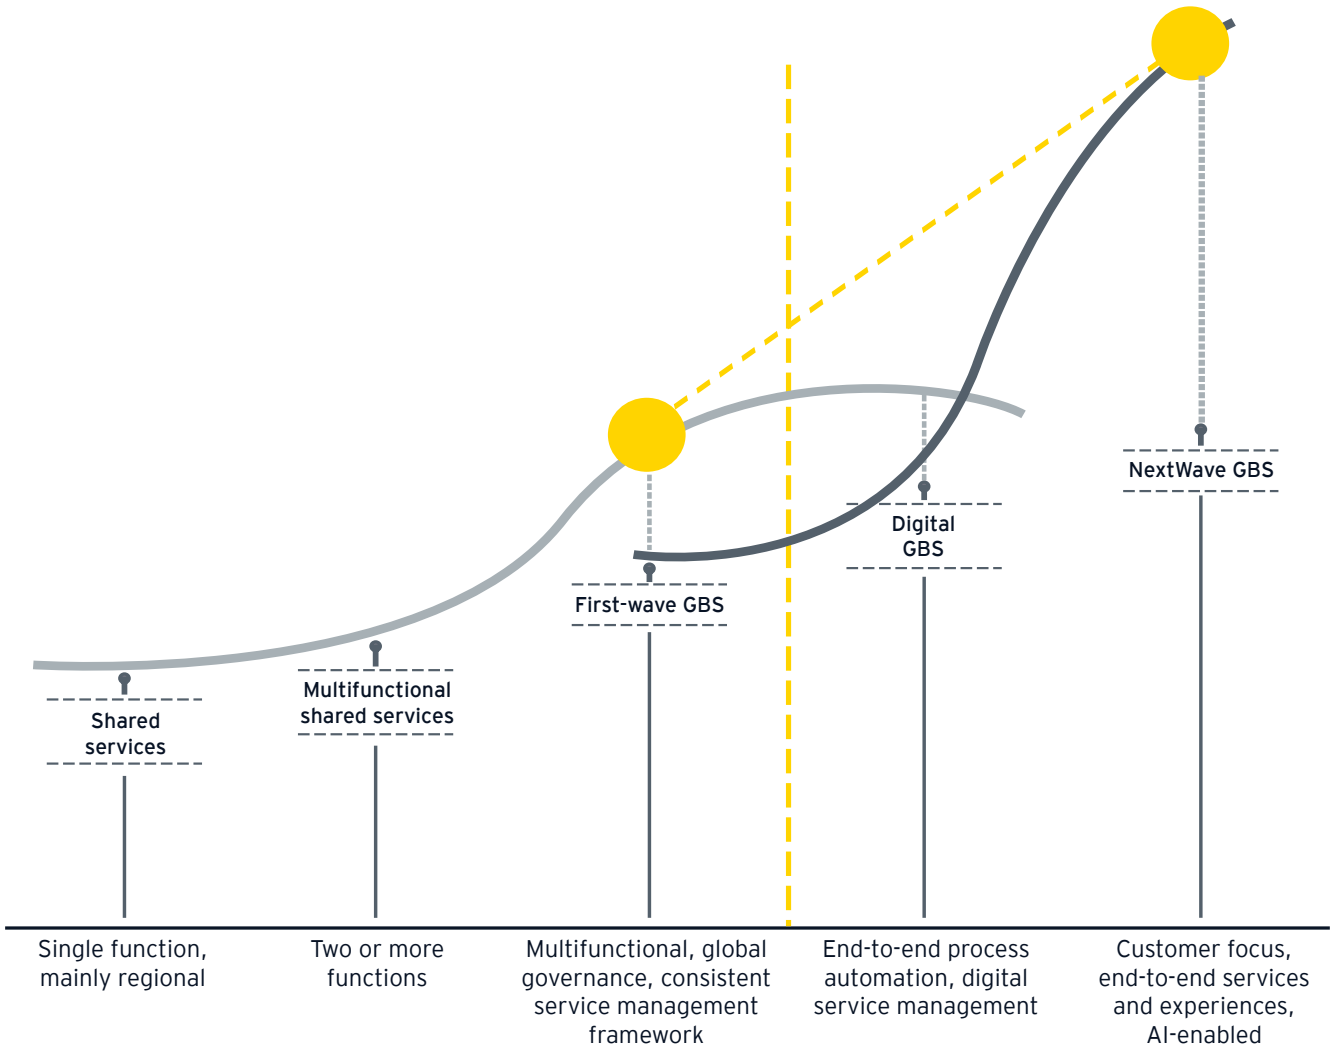 NextWave GBS
Digital
GBS
First-wave GBS
Multifunctional
shared services
Shared
services
Single function,
mainly regional
Two or more
functions
Multifunctional, global
governance, consistent
service management
framework
End-to-end process
automation, digital
service management
Customer focus,
end-to-end services
and experiences,
AI-enabled